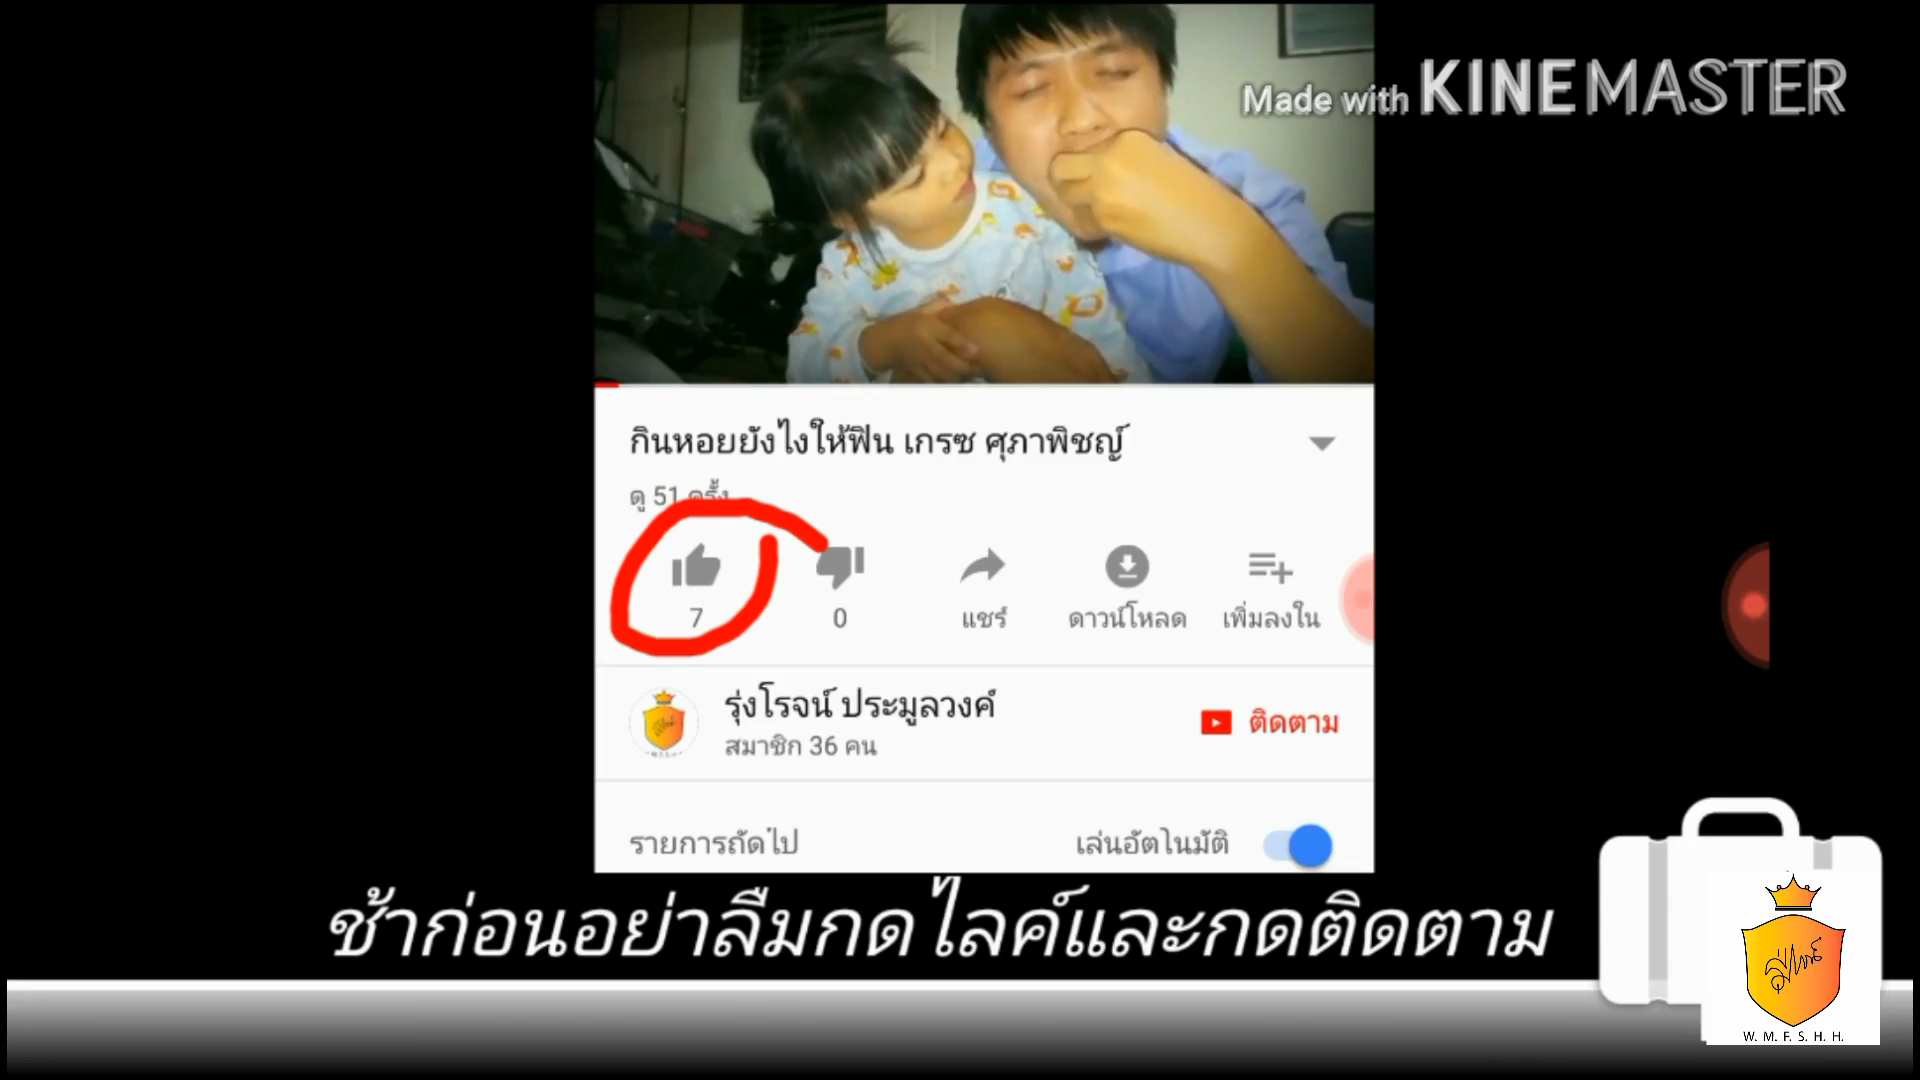 Made with KINEMASTER
กินหอยยังไงให้ฟิน เกรซ ศุภาพิชญ์
ดู 51 ครั้ง
7
0
แชร์
ดาวน์โหลด
เพิ่มลงใน
รุ่งโรจน์ ประมูลวงค์
สมาชิก 36 คน
ติดตาม
รายการถัดไป
เล่นอัตโนมัติ
ช้าก่อนอย่าลืมกดไลค์และกดติดตาม
W. M. F. S. H. H.